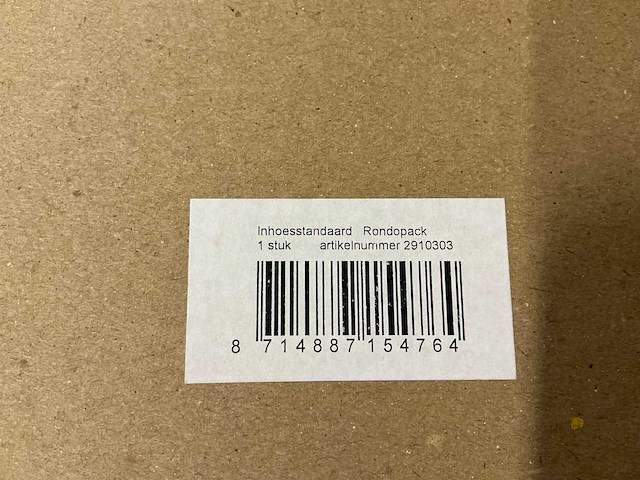 Inhoesstandaard Rondopack
1 stuk artikelnummer 2910303
8 714887 154764